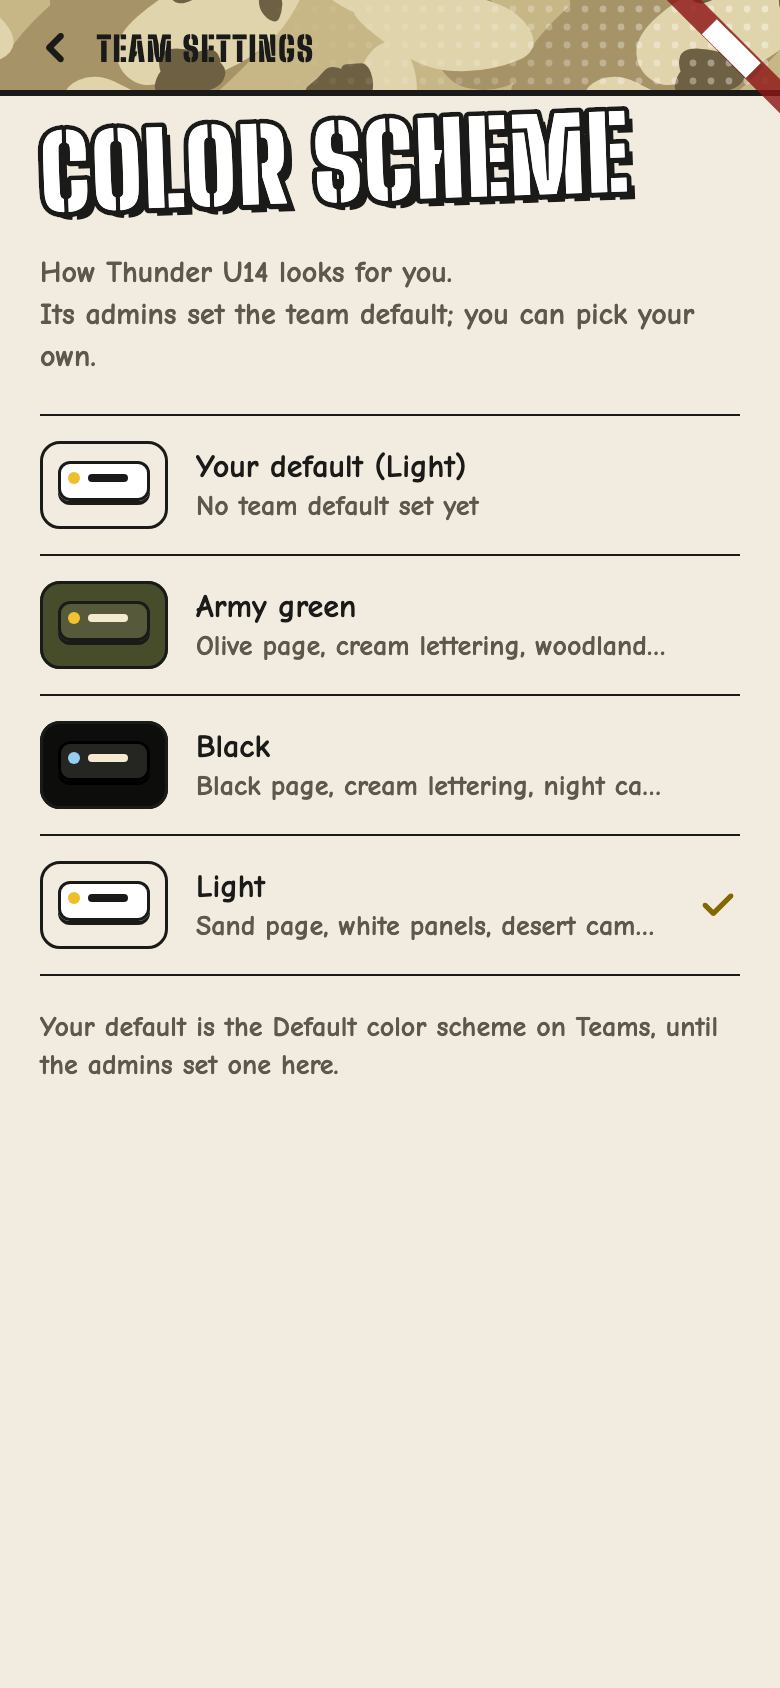 TEAM SETTINGS
COLOR SCHEME
How Thunder U14 looks for you.
Its admins set the team default; you can pick your
own.
Your default (Light)
No team default set yet
Army green
Olive page, cream lettering, woodland...
Black
Black page, cream lettering, night ca...
Light
Sand page, white panels, desert cam...
Your default is the Default color scheme on Teams, until
the admins set one here.